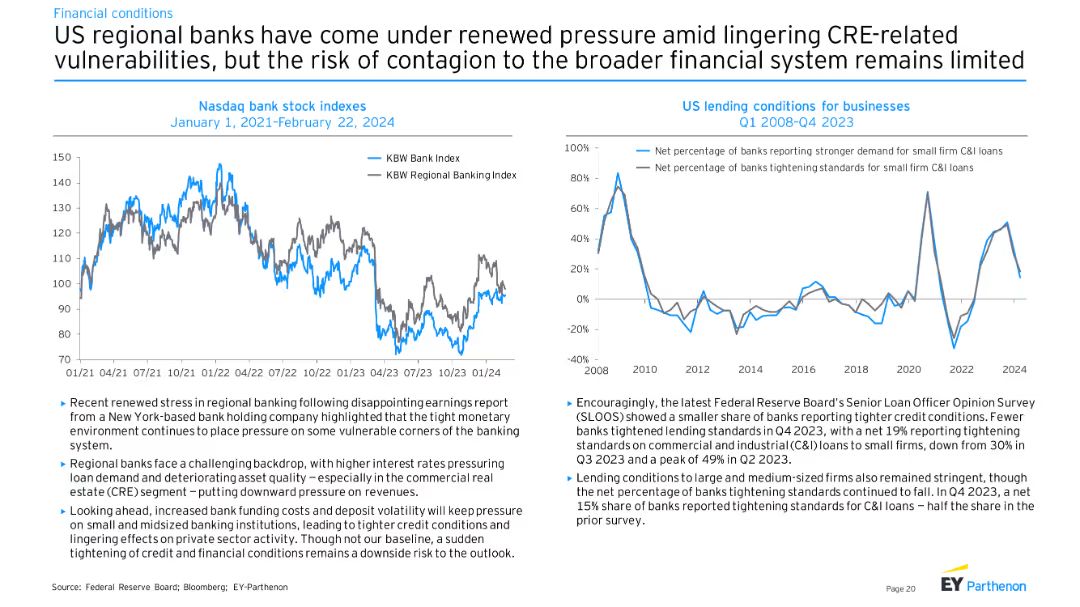 Financial conditions
US regional banks have come under renewed pressure amid lingering CRE-related
vulnerabilities, but the risk of contagion to the broader financial system remains limited
Nasdaq bank stock indexes
January 1, 2021–February 22, 2024
KBW Bank Index
KBW Regional Banking Index
150
140
130
120
110
100
90
80
70
01/21 04/21 07/21 10/21 01/22 07/22 10/22 01/23 04/23 07/23 10/23 01/24
▸ Recent renewed stress in regional banking following disappointing earnings report
from a New York-based bank holding company highlighted that the tight monetary
environment continues to place pressure on some vulnerable corners of the banking
system.
▸ Regional banks face a challenging backdrop, with higher interest rates pressuring
loan demand and deteriorating asset quality — especially in the commercial real
estate (CRE) segment — putting downward pressure on revenues.
▸ Looking ahead, increased bank funding costs and deposit volatility will keep pressure
on small and midsized banking institutions, leading to tighter credit conditions and
lingering effects on private sector activity. Though not our baseline, a sudden
tightening of credit and financial conditions remains a downside risk to the outlook.
US lending conditions for businesses
Q1 2008–Q4 2023
Net percentage of banks reporting stronger demand for small firm C&I loans
Net percentage of banks tightening standards for small firm C&I loans
100%
80%
60%
40%
20%
0%
-20%
-40%
2008 2010 2012 2014 2016 2018 2020 2022 2024
▸ Encouragingly, the latest Federal Reserve Board's Senior Loan Officer Opinion Survey
(SLOOS) showed a smaller share of banks reporting tighter credit conditions. Fewer
banks tightened lending standards in Q4 2023, with a net 19% reporting tightening
standards on commercial and industrial (C&I) loans to small firms, down from 30% in
Q3 2023 and a peak of 49% in Q2 2023.
▸ Lending conditions to large and medium-sized firms also remained stringent, though
the net percentage of banks tightening standards continued to fall. In Q4 2023, a net
15% share of banks reported tightening standards for C&I loans — half the share in the
prior survey.
Source: Federal Reserve Board; Bloomberg; EY-Parthenon
Page 20
EY Parthenon